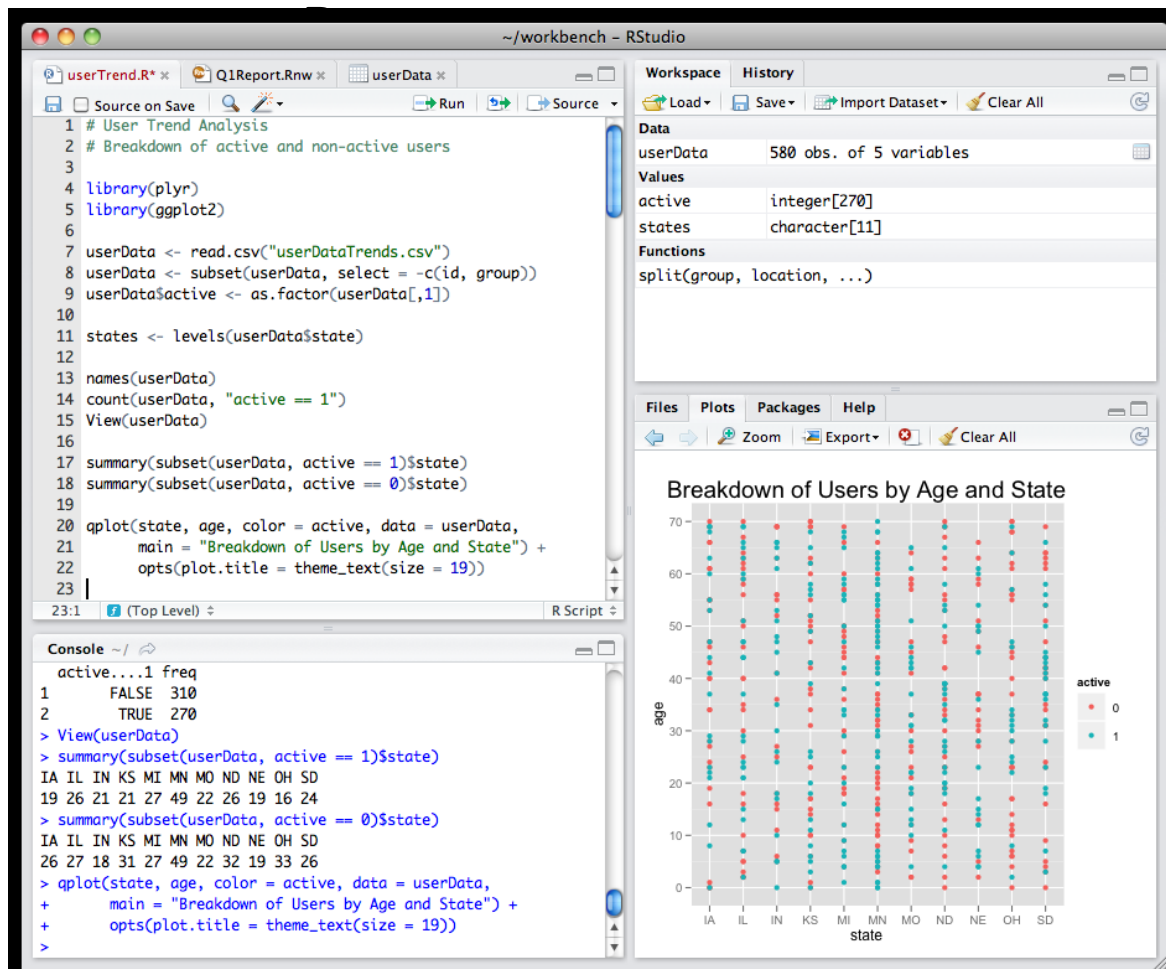 ~/workbench – RStudio
userTrend.R* Q1Report.Rnw userData
Source on Save Run Source
1 # User Trend Analysis
2 # Breakdown of active and non-active users
3
4 library(plyr)
5 library(ggplot2)
6
7 userData <- read.csv("userDataTrends.csv")
8 userData <- subset(userData, select = -c(id, group))
9 userData$active <- as.factor(userData[,1])
10
11 states <- levels(userData$state)
12
13 names(userData)
14 count(userData, "active == 1")
15 View(userData)
16
17 summary(subset(userData, active == 1)$state)
18 summary(subset(userData, active == 0)$state)
19
20 qplot(state, age, color = active, data = userData,
21 main = "Breakdown of Users by Age and State") +
22 opts(plot.title = theme_text(size = 19))
23
23:1 (Top Level) R Script
Console ~/
active....1 freq
1 FALSE 310
2 TRUE 270
> View(userData)
> summary(subset(userData, active == 1)$state)
IA IL IN KS MI MN MO ND NE OH SD
19 26 21 21 27 49 22 26 19 16 24
> summary(subset(userData, active == 0)$state)
IA IL IN KS MI MN MO ND NE OH SD
26 27 18 31 27 49 22 32 19 33 26
> qplot(state, age, color = active, data = userData,
+ main = "Breakdown of Users by Age and State") +
+ opts(plot.title = theme_text(size = 19))
>
Workspace History
Load Save Import Dataset Clear All
Data
userData 580 obs. of 5 variables
Values
active integer[270]
states character[11]
Functions
split(group, location, ...)
Files Plots Packages Help
Zoom Export Clear All
Breakdown of Users by Age and State
70
60
50
40
30
20
10
0
age
IA IL IN KS MI MN MO ND NE OH SD
state
active
0
1